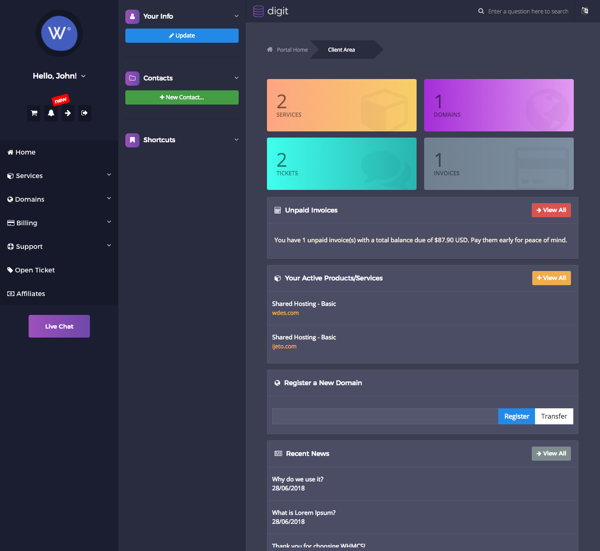 W
Hello, John!
new
Home
Services
Domains
Billing
Support
Open Ticket
Affiliates
Live Chat
Your Info
Update
Contacts
New Contact...
Shortcuts
digit
Enter a question here to search
Portal Home
Client Area
2
SERVICES
1
DOMAINS
2
TICKETS
1
INVOICES
Unpaid Invoices
View All
You have 1 unpaid invoice(s) with a total balance due of $87.90 USD. Pay them early for peace of mind.
Your Active Products/Services
View All
Shared Hosting - Basic
wdes.com
Shared Hosting - Basic
ijeto.com
Register a New Domain
Register
Transfer
Recent News
View All
Why do we use it?
28/06/2018
What is Lorem Ipsum?
28/06/2018
Thank you for choosing WHMCS!